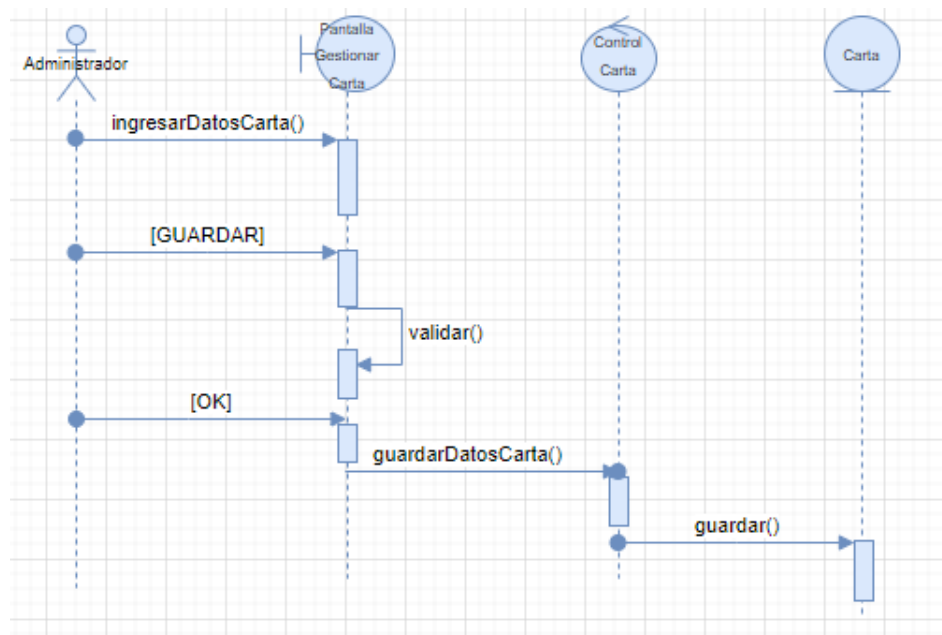 Administrador
Pantalla
Gestionar
Carta
Control
Carta
Carta
ingresarDatosCarta()
[GUARDAR]
validar()
[OK]
guardarDatosCarta()
guardar()